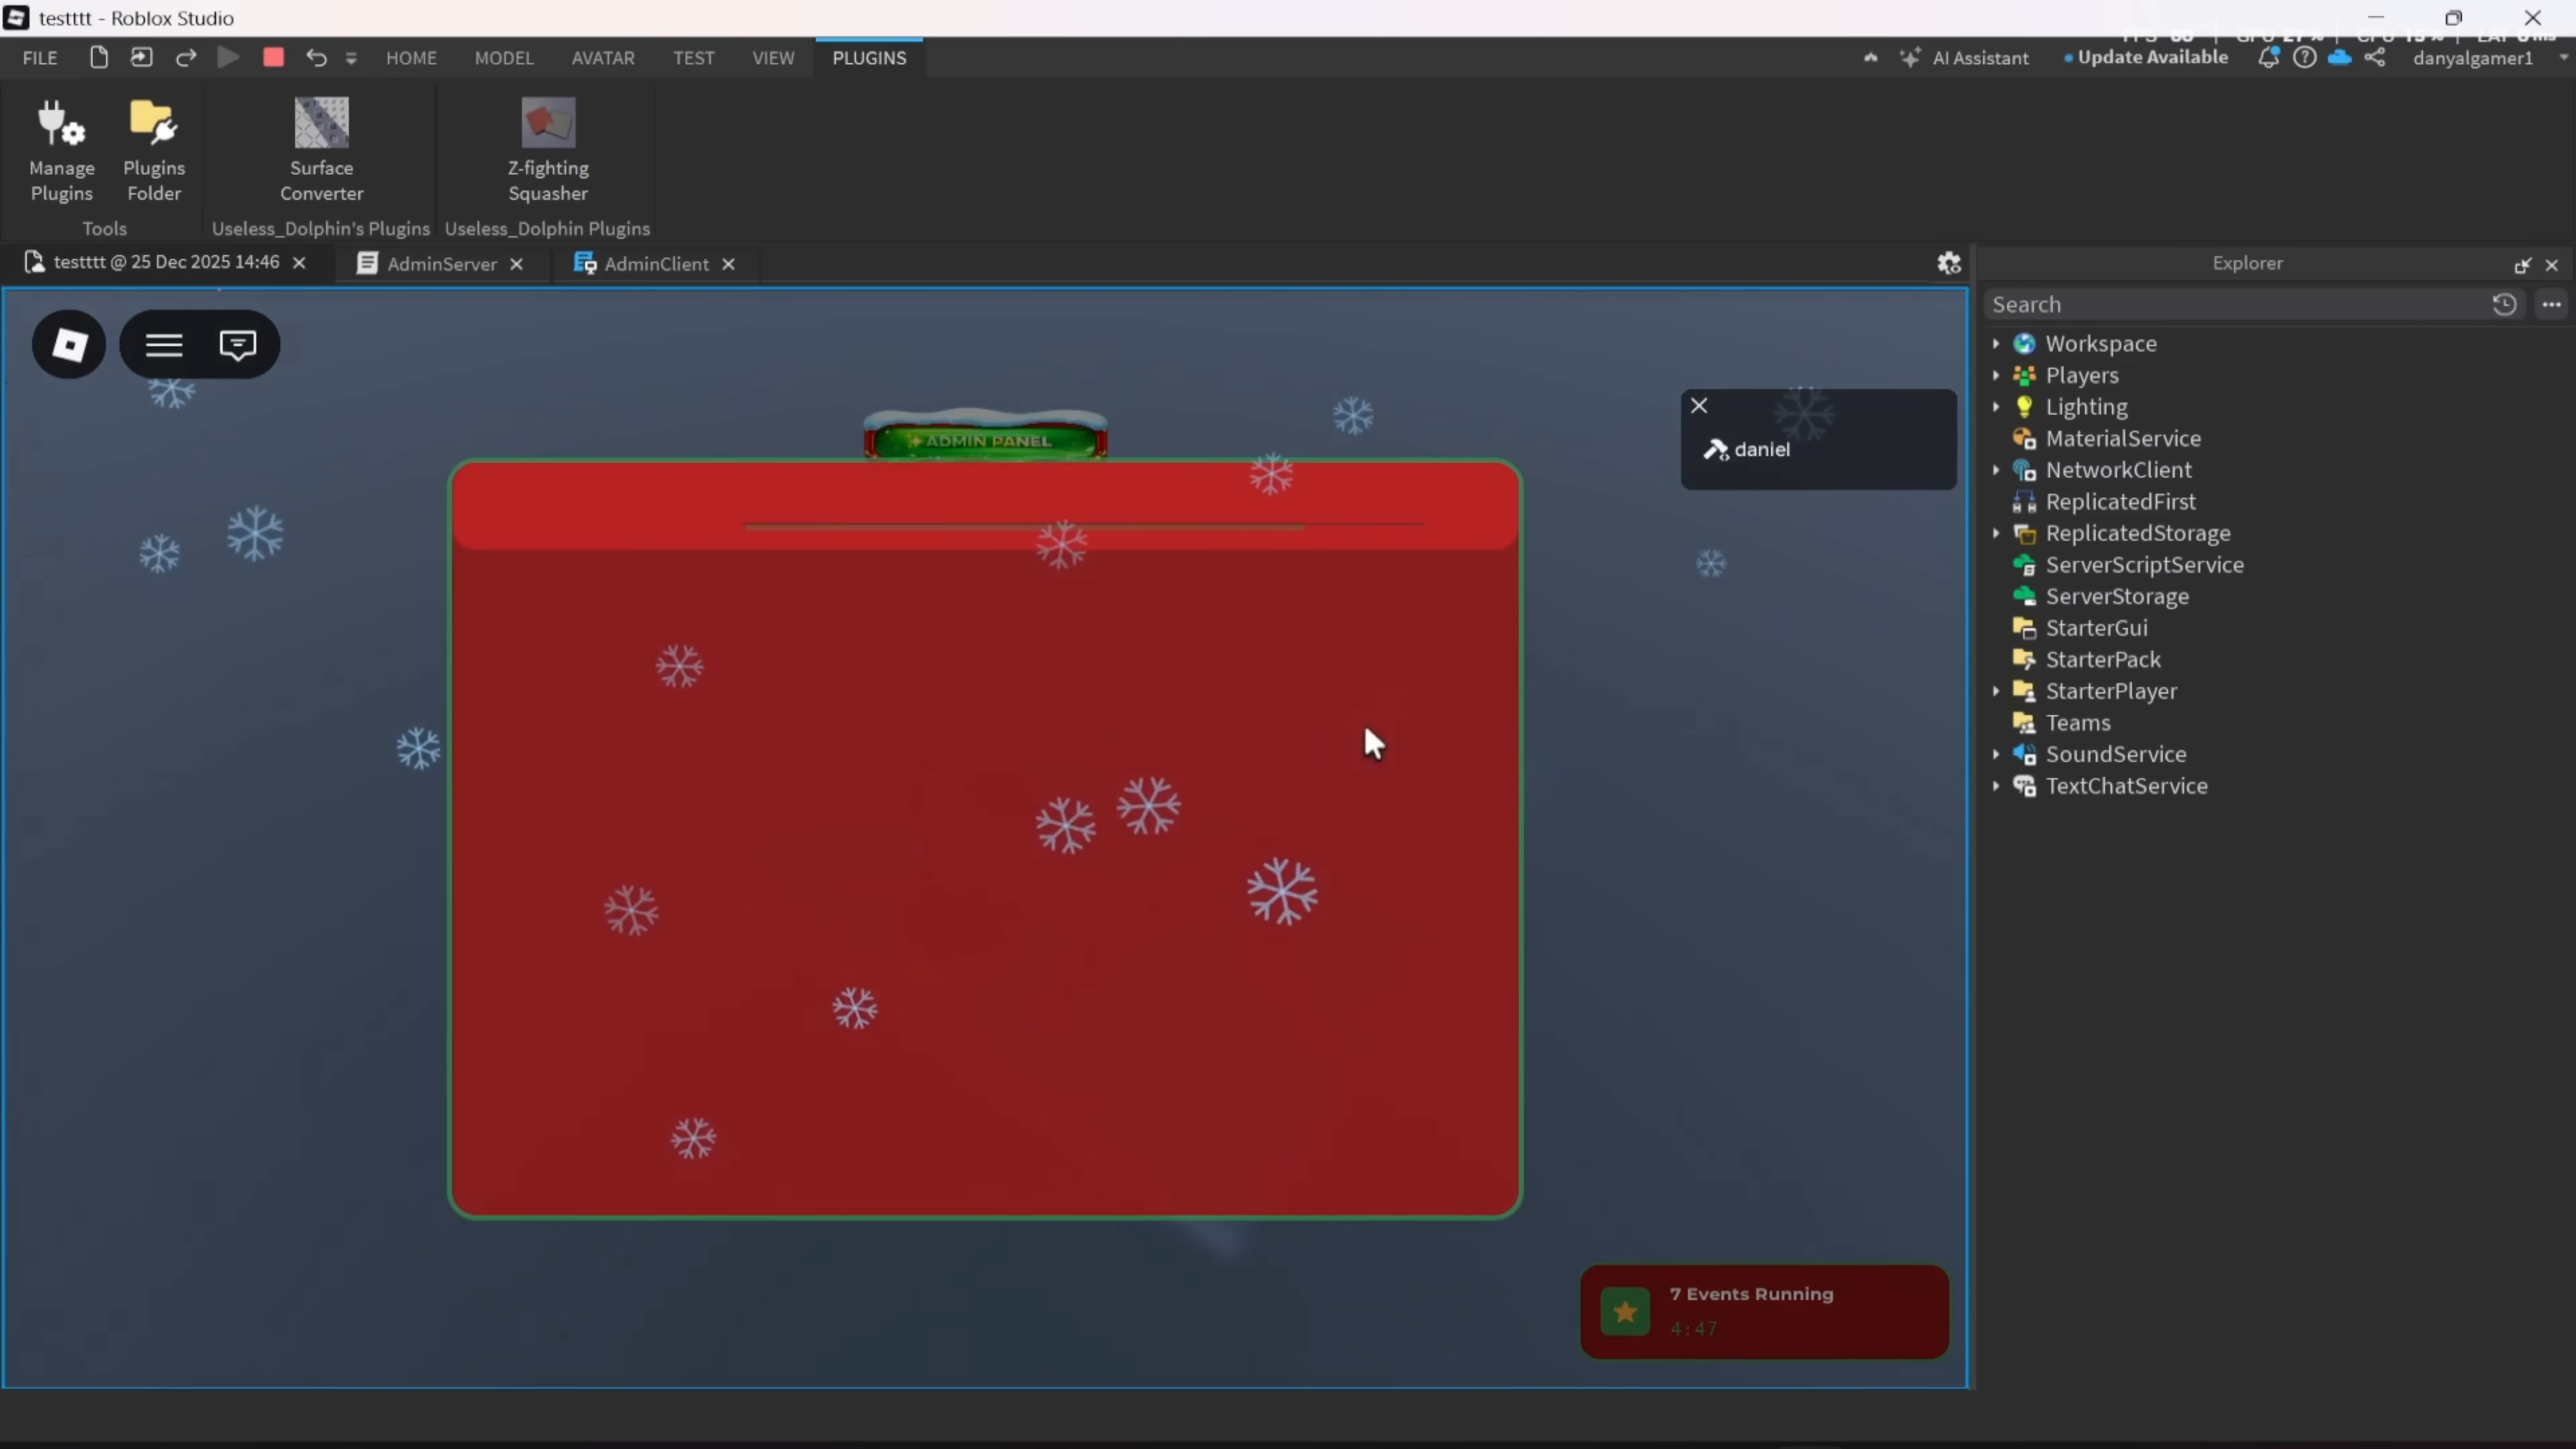 testttt - Roblox Studio
FILE HOME MODEL AVATAR TEST VIEW PLUGINS AI Assistant Update Available danyalgamer1
Manage Plugins
Plugins Folder
Surface Converter
Z-fighting Squasher
Tools
Useless_Dolphin's Plugins
Useless_Dolphin Plugins
testttt @ 25 Dec 2025 14:46
AdminServer
AdminClient
Explorer
Search
Workspace
Players
Lighting
MaterialService
NetworkClient
ReplicatedFirst
ReplicatedStorage
ServerScriptService
ServerStorage
StarterGui
StarterPack
StarterPlayer
Teams
SoundService
TextChatService
ADMIN PANEL
daniel
7 Events Running
4:47